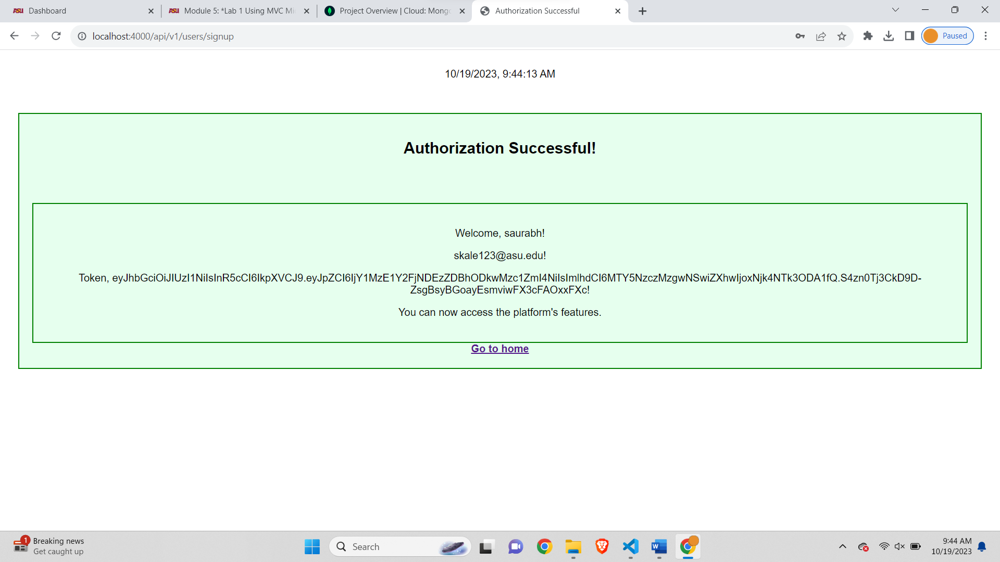 ASU Dashboard
ASU Module 5: *Lab 1 Using MVC Mi
Project Overview | Cloud: Mongo
Authorization Successful
localhost:4000/api/v1/users/signup
Paused
10/19/2023, 9:44:13 AM
Authorization Successful!
Welcome, saurabh!
skale123@asu.edu!
Token, eyJhbGciOiJIUzI1NiIsInR5cCI6IkpXVCJ9.eyJpZCI6IjY1MzE1Y2FjNDEzZDBhODkwMzc1ZmI4NiIsImlhdCI6MTY5NzczMzgwNSwiZXhwIjoxNjk4NTk3ODA1fQ.S4zn0Tj3CkD9D-
ZsgBsyBGoayEsmviwFX3cFAOxxFXc!
You can now access the platform's features.
Go to home
1
Breaking news
Get caught up
Search
W
9:44 AM
10/19/2023